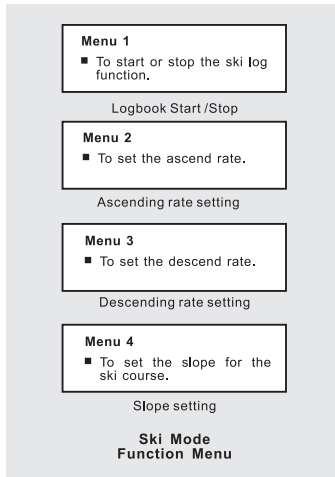 Menu 1
■ To start or stop the ski log
function.
Logbook Start /Stop
Menu 2
■ To set the ascend rate.
Ascending rate setting
Menu 3
■ To set the descend rate.
Descending rate setting
Menu 4
■ To set the slope for the
ski course.
Slope setting
Ski Mode
Function Menu